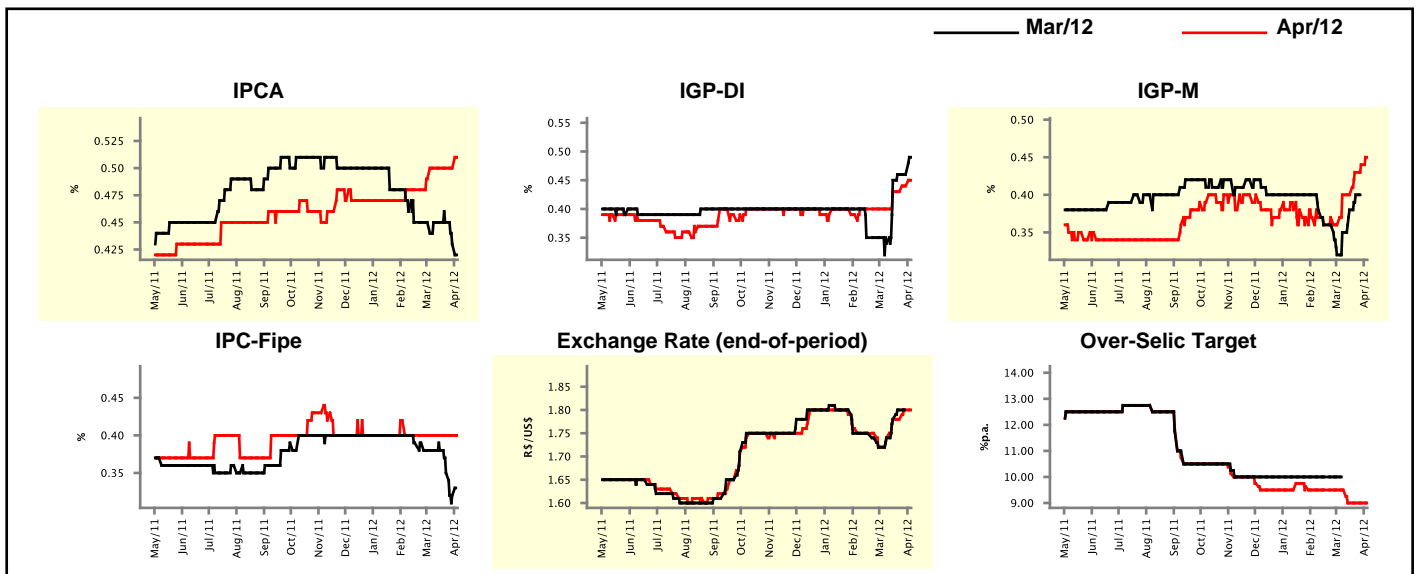 Mar/12 Apr/12
IPCA
IGP-DI
IGP-M
%
0.525
0.50
0.475
0.45
0.425
May/11 Jun/11 Jul/11 Aug/11 Sep/11 Oct/11 Nov/11 Dec/11 Jan/12 Feb/12 Mar/12 Apr/12
%
0.55
0.50
0.45
0.40
0.35
May/11 Jun/11 Jul/11 Aug/11 Sep/11 Oct/11 Nov/11 Dec/11 Jan/12 Feb/12 Mar/12 Apr/12
%
0.50
0.45
0.40
0.35
May/11 Jun/11 Jul/11 Aug/11 Sep/11 Oct/11 Nov/11 Dec/11 Jan/12 Feb/12 Mar/12 Apr/12
IPC-Fipe
Exchange Rate (end-of-period)
Over-Selic Target
%
0.45
0.40
0.35
May/11 Jun/11 Jul/11 Aug/11 Sep/11 Oct/11 Nov/11 Dec/11 Jan/12 Feb/12 Mar/12 Apr/12
R$/US$
1.85
1.80
1.75
1.70
1.65
1.60
May/11 Jun/11 Jul/11 Aug/11 Sep/11 Oct/11 Nov/11 Dec/11 Jan/12 Feb/12 Mar/12 Apr/12
%p.a.
14.00
13.00
12.00
11.00
10.00
9.00
May/11 Jun/11 Jul/11 Aug/11 Sep/11 Oct/11 Nov/11 Dec/11 Jan/12 Feb/12 Mar/12 Apr/12